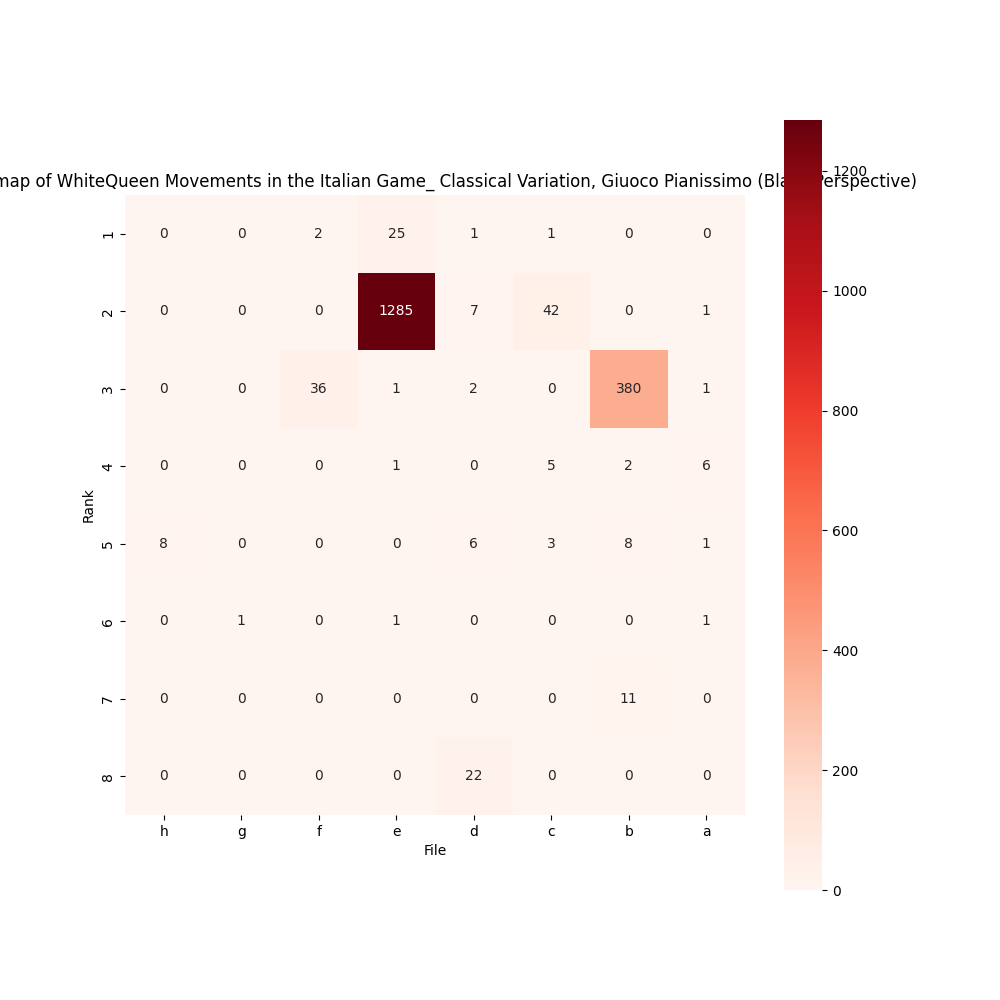 map of WhiteQueen Movements in the Italian Game_ Classical Variation, Giuoco Pianissimo (Black Perspective)
1 0 0 2 25 1 1 0 0
2 0 0 0 1285 7 42 0 1
3 0 0 36 1 2 0 380 1
4 0 0 0 1 0 5 2 6
Rank
5 8 0 0 0 6 3 8 1
6 0 1 0 1 0 0 0 1
7 0 0 0 0 0 0 11 0
8 0 0 0 0 22 0 0 0
h g f e d c b a
File
1200
1000
800
600
400
200
0